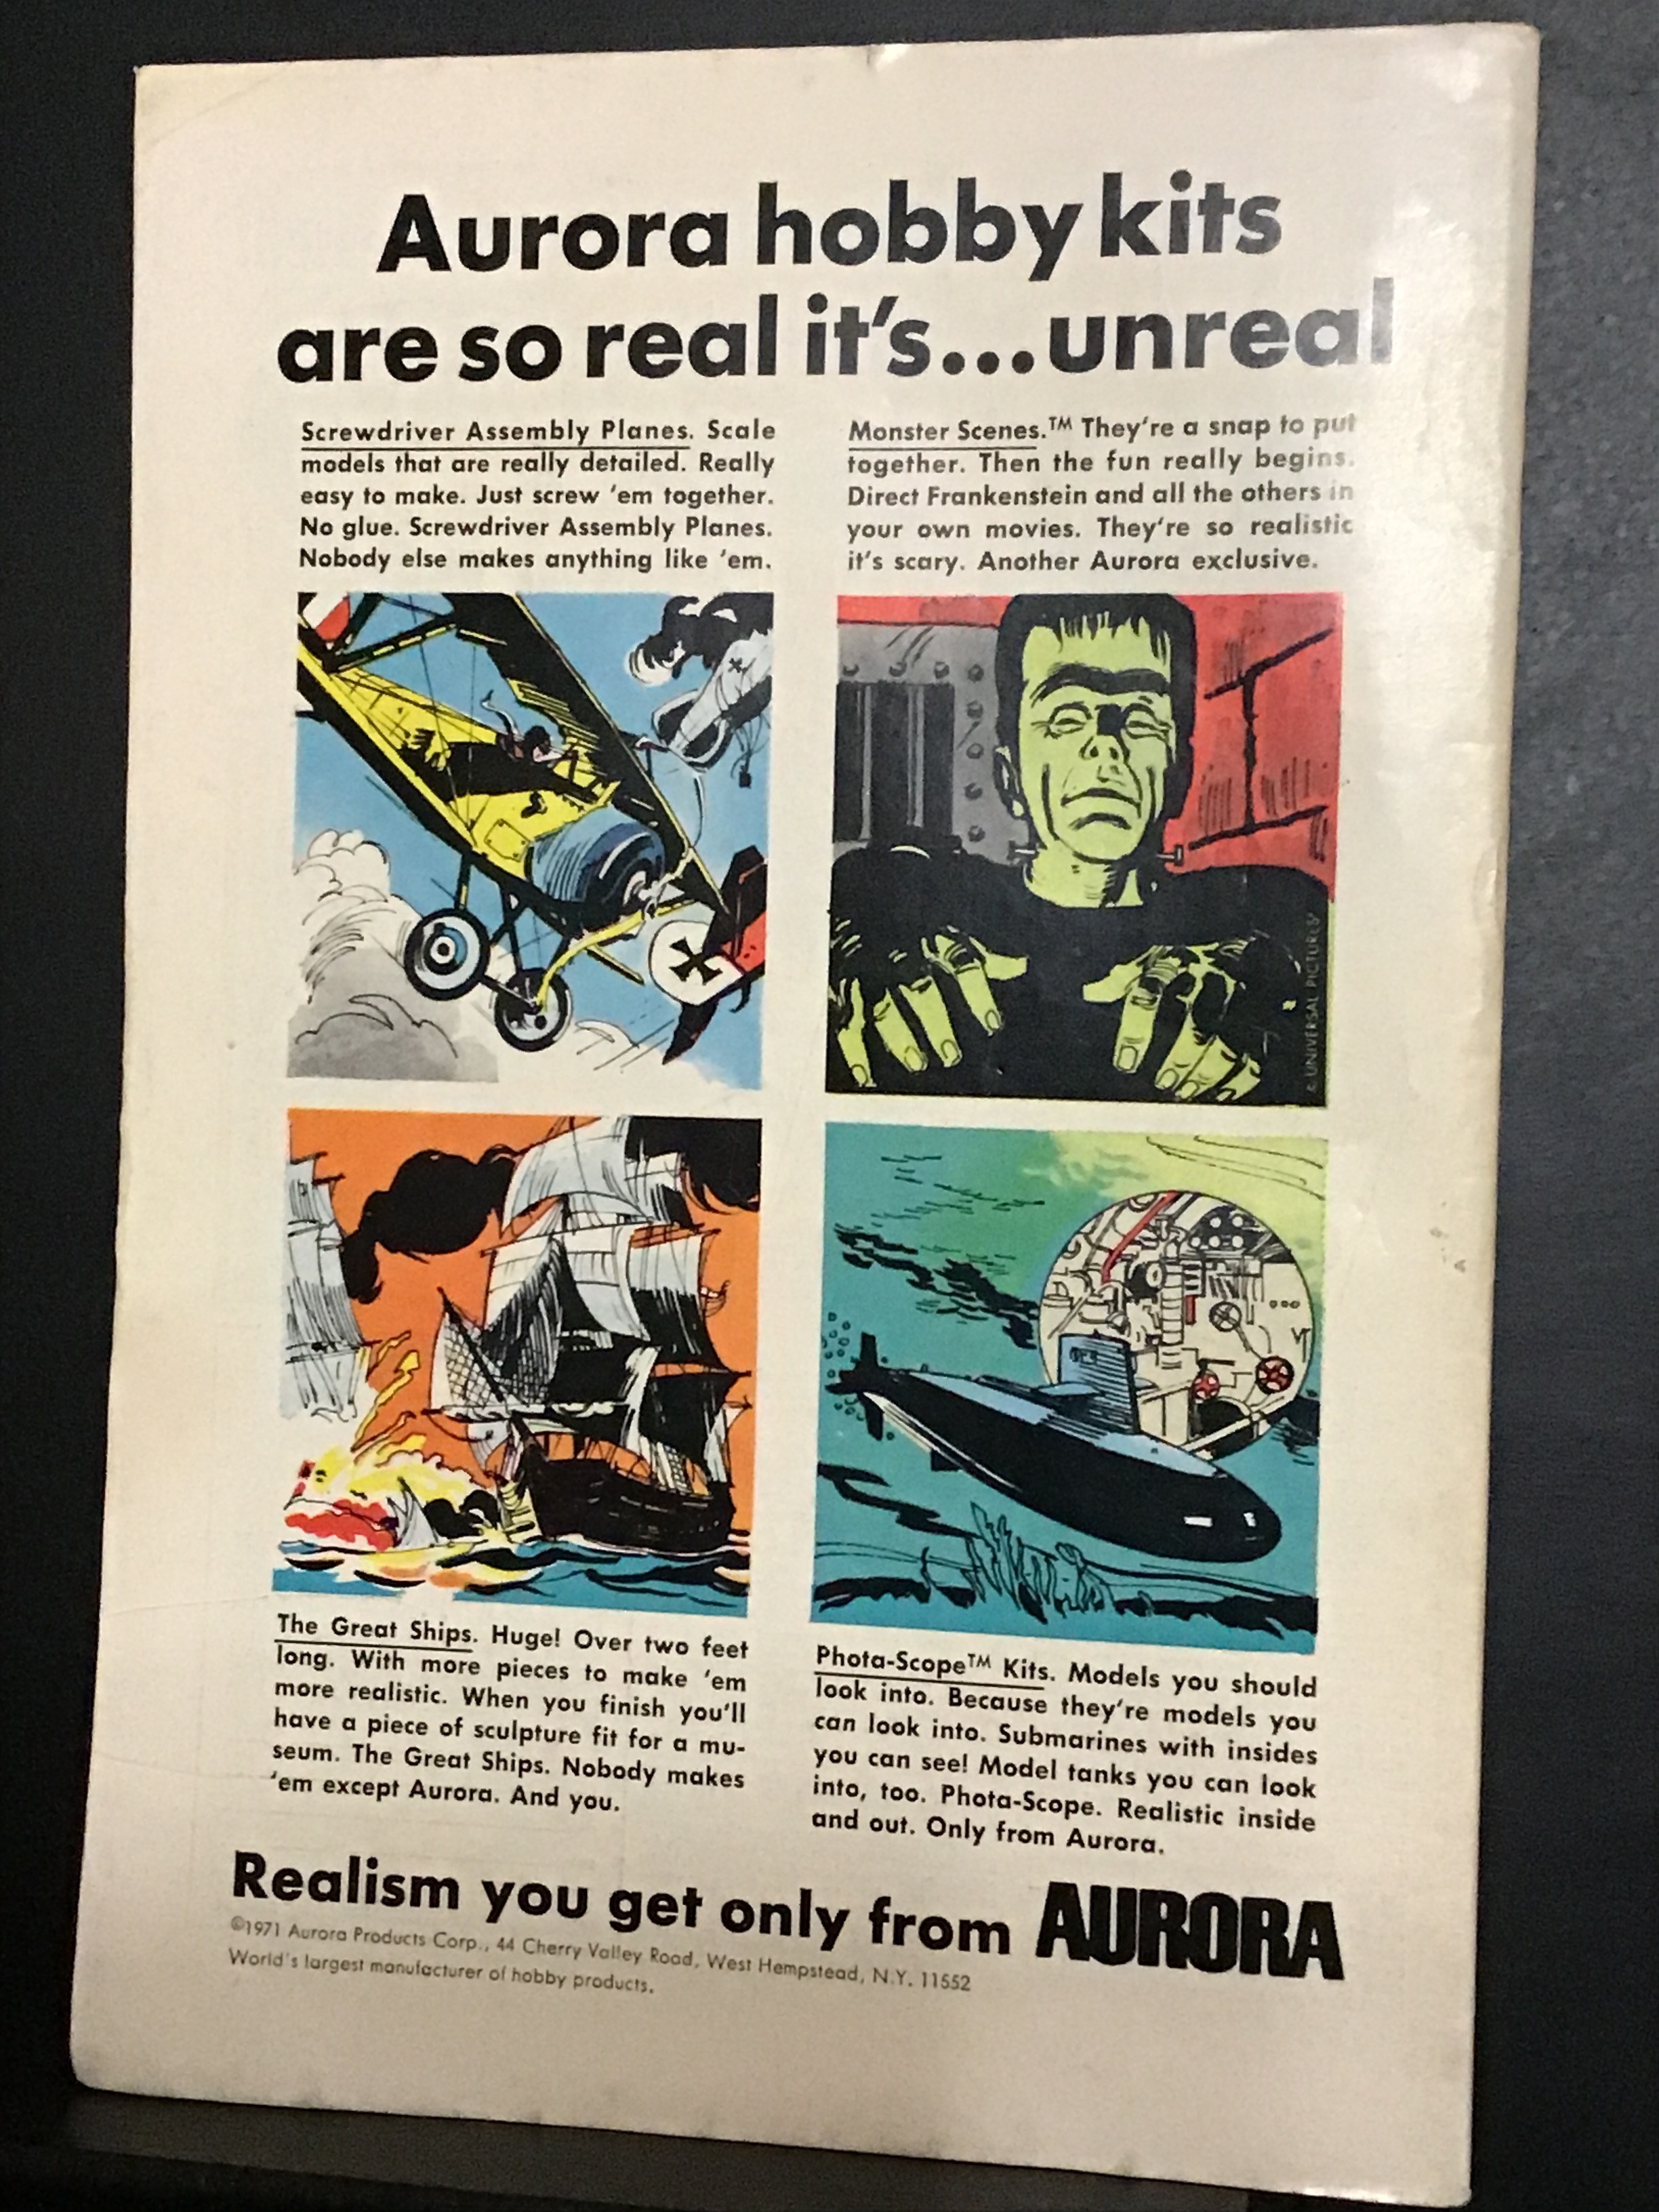 Aurora hobby kits
are so real it's...unreal
Screwdriver Assembly Planes. Scale
models that are really detailed. Really
easy to make. Just screw 'em together.
No glue. Screwdriver Assembly Planes.
Nobody else makes anything like 'em.
Monster Scenes.™ They're a snap to put
together. Then the fun really begins.
Direct Frankenstein and all the others in
your own movies. They're so realistic
it's scary. Another Aurora exclusive.
© UNIVERSAL PICTURES
The Great Ships. Huge! Over two feet
long. With more pieces to make 'em
more realistic. When you finish you'll
have a piece of sculpture fit for a mu-
seum. The Great Ships. Nobody makes
'em except Aurora. And you.
Phota-Scope™ Kits. Models you should
look into. Because they're models you
can look into. Submarines with insides
you can see! Model tanks you can look
into, too. Phota-Scope. Realistic inside
and out. Only from Aurora.
Realism you get only from AURORA
©1971 Aurora Products Corp., 44 Cherry Valley Road, West Hempstead, N.Y. 11552
World's largest manufacturer of hobby products.